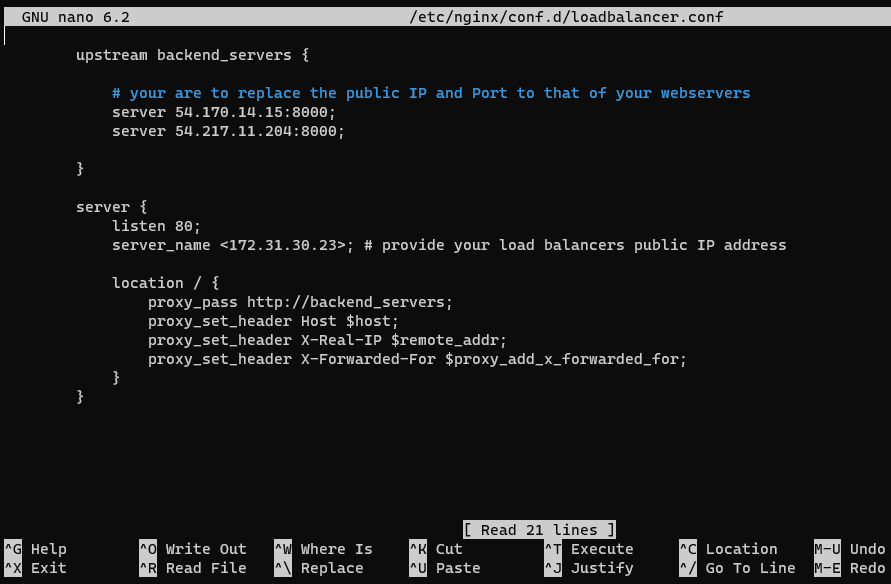 GNU nano 6.2 /etc/nginx/conf.d/loadbalancer.conf
upstream backend_servers {
# your are to replace the public IP and Port to that of your webservers
server 54.170.14.15:8000;
server 54.217.11.204:8000;
}
server {
listen 80;
server_name <172.31.30.23>; # provide your load balancers public IP address
location / {
proxy_pass http://backend_servers;
proxy_set_header Host $host;
proxy_set_header X-Real-IP $remote_addr;
proxy_set_header X-Forwarded-For $proxy_add_x_forwarded_for;
}
}
[ Read 21 lines ]
^G Help ^O Write Out ^W Where Is ^K Cut ^T Execute ^C Location M-U Undo
^X Exit ^R Read File ^\ Replace ^U Paste ^J Justify ^/ Go To Line M-E Redo